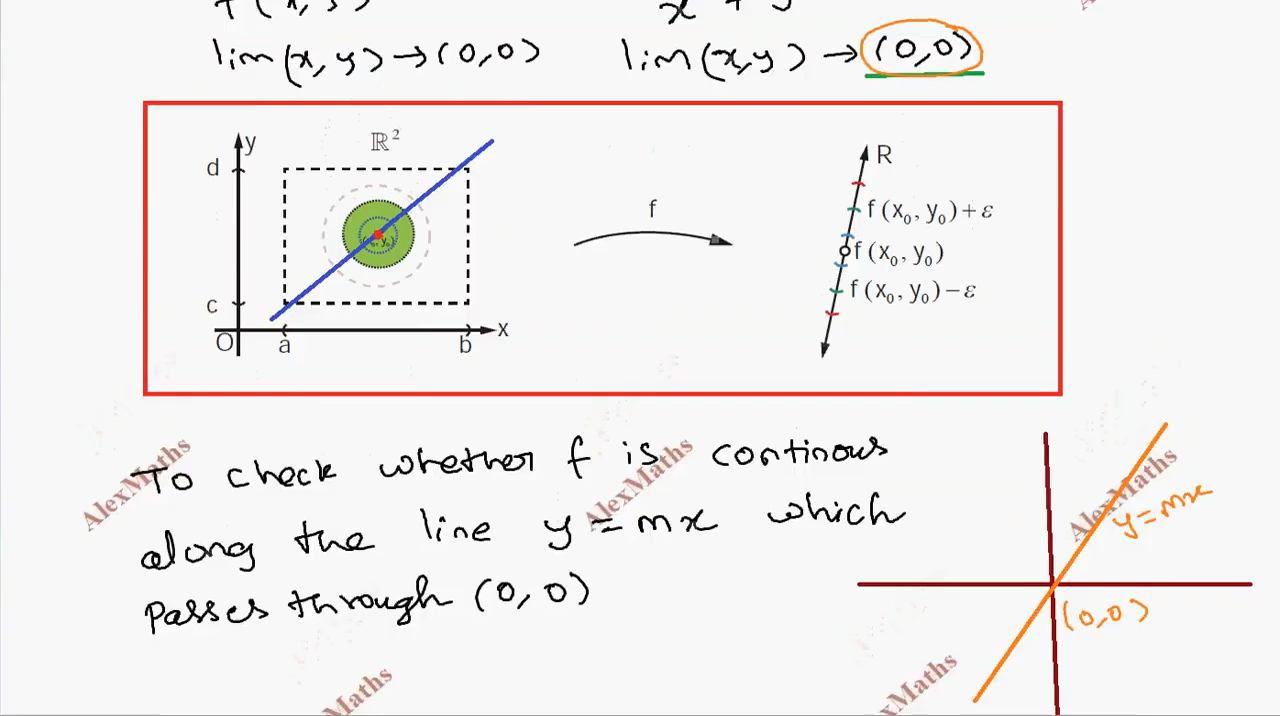 lim(x,y)→(0,0) lim(x,y)→(0,0)
y ℝ²
d
c
O a b x
f
R
f(x₀,y₀)+ε
f(x₀,y₀)
f(x₀,y₀)−ε
To check whether f is continous
along the line y=mx which
passes through (0,0)
y=mx
(0,0)
AlexMaths
AlexMaths
AlexMaths
AlexMaths
AlexMaths